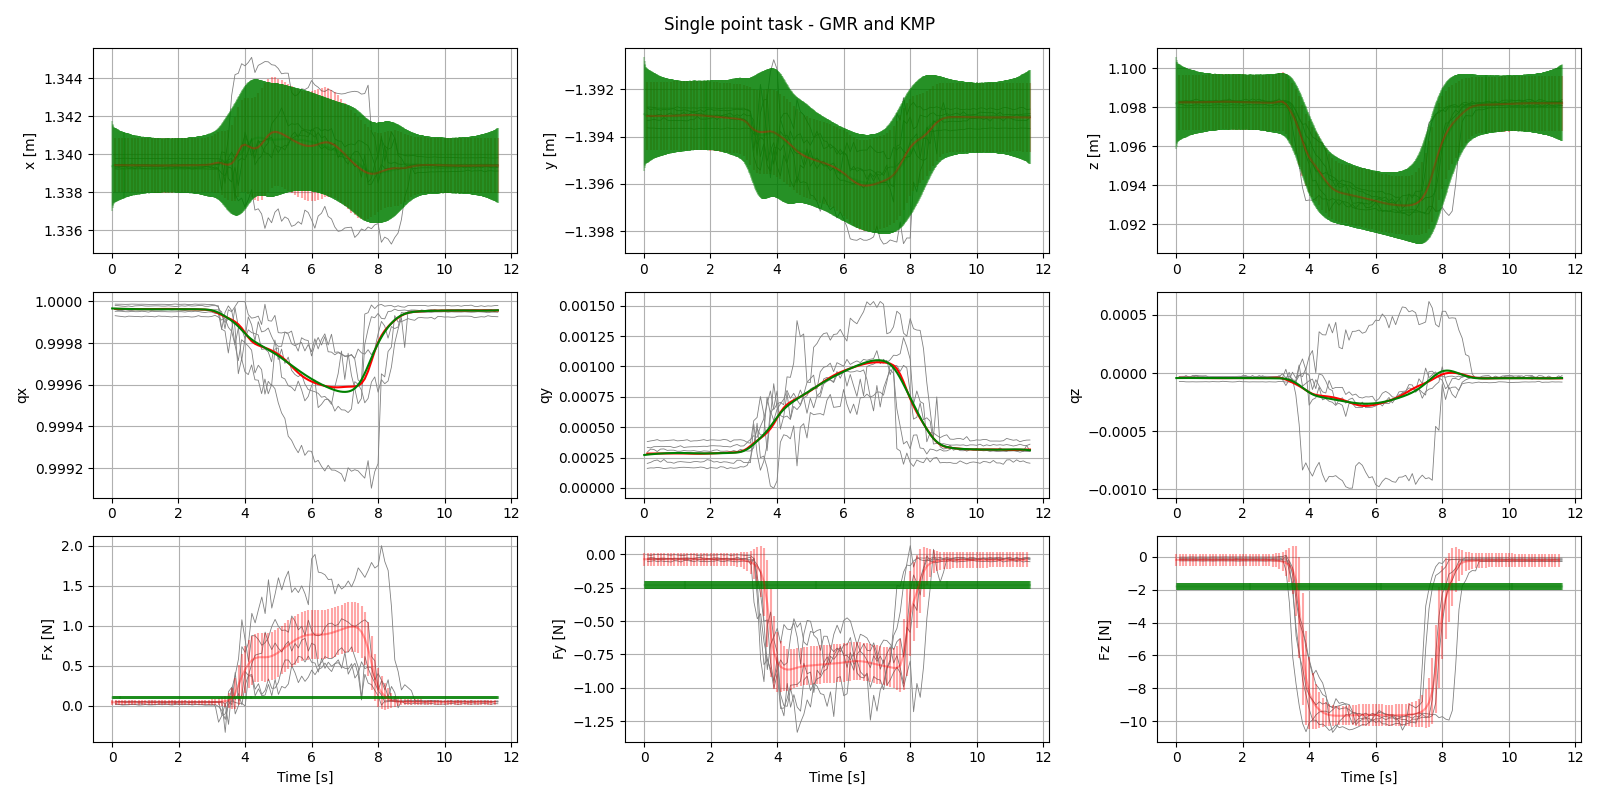 Single point task - GMR and KMP
x [m]
1.344
1.342
1.340
1.338
1.336
0 2 4 6 8 10 12
y [m]
−1.392
−1.394
−1.396
−1.398
0 2 4 6 8 10 12
z [m]
1.100
1.098
1.096
1.094
1.092
0 2 4 6 8 10 12
qx
1.0000
0.9998
0.9996
0.9994
0.9992
0 2 4 6 8 10 12
qy
0.00150
0.00125
0.00100
0.00075
0.00050
0.00025
0.00000
0 2 4 6 8 10 12
qz
0.0005
0.0000
−0.0005
−0.0010
0 2 4 6 8 10 12
Fx [N]
2.0
1.5
1.0
0.5
0.0
0 2 4 6 8 10 12
Time [s]
Fy [N]
0.00
−0.25
−0.50
−0.75
−1.00
−1.25
0 2 4 6 8 10 12
Time [s]
Fz [N]
0
−2
−4
−6
−8
−10
0 2 4 6 8 10 12
Time [s]